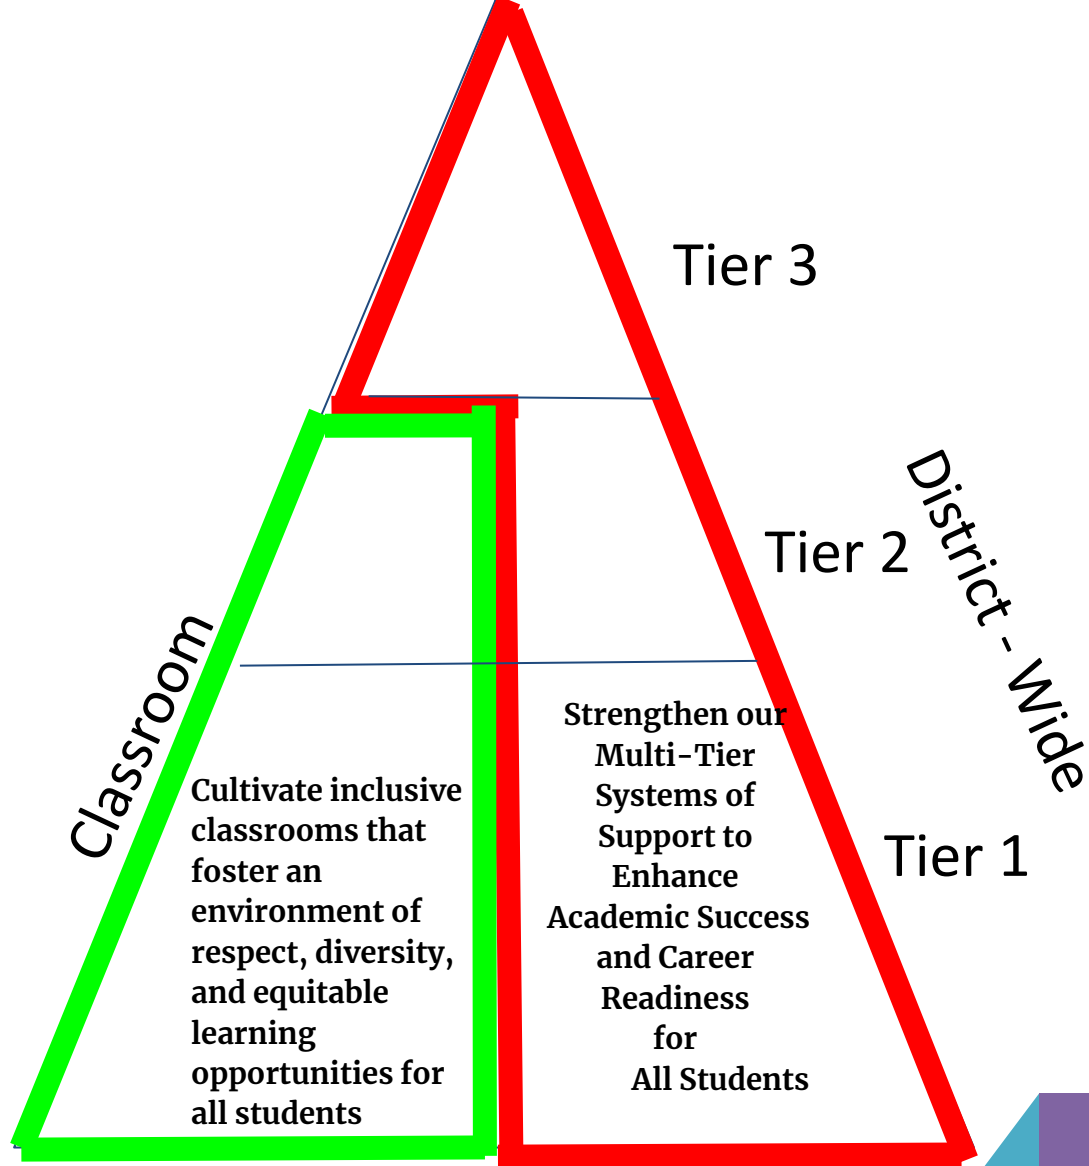 Tier 3
Tier 2
District - Wide
Classroom
Cultivate inclusive
classrooms that
foster an
environment of
respect, diversity,
and equitable
learning
opportunities for
all students
Strengthen our
Multi-Tier
Systems of
Support to
Enhance
Academic Success
and Career
Readiness
for
All Students
Tier 1